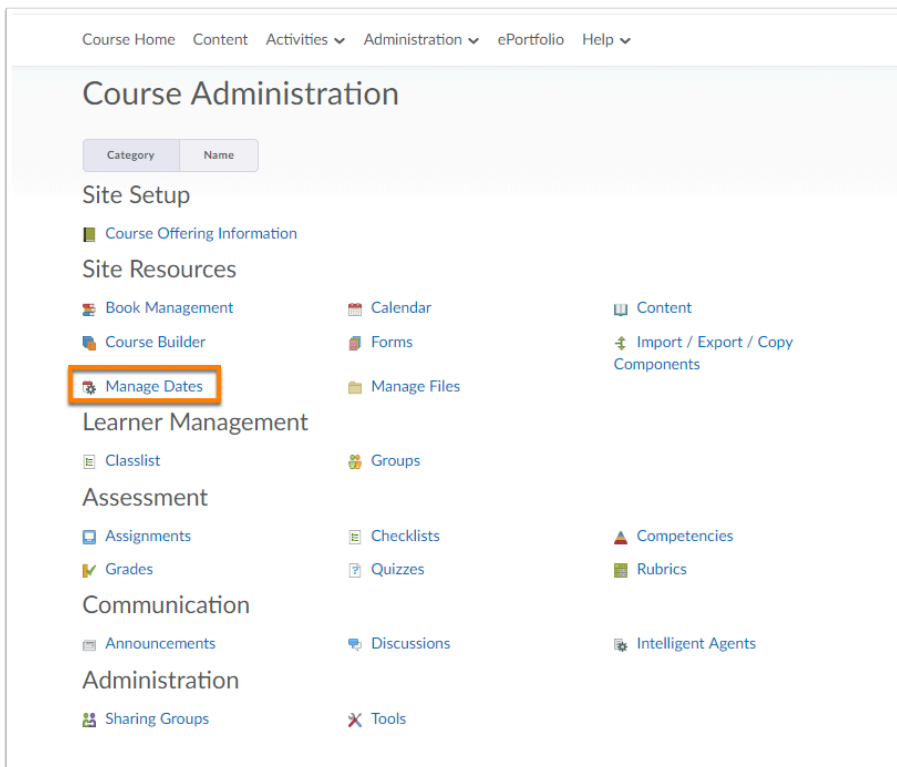 Course Home Content Activities Administration ePortfolio Help
Course Administration
Category Name
Site Setup
Course Offering Information
Site Resources
Book Management Calendar Content
Course Builder Forms Import / Export / Copy
Components
Manage Dates Manage Files
Learner Management
Classlist Groups
Assessment
Assignments Checklists Competencies
Grades Quizzes Rubrics
Communication
Announcements Discussions Intelligent Agents
Administration
Sharing Groups Tools